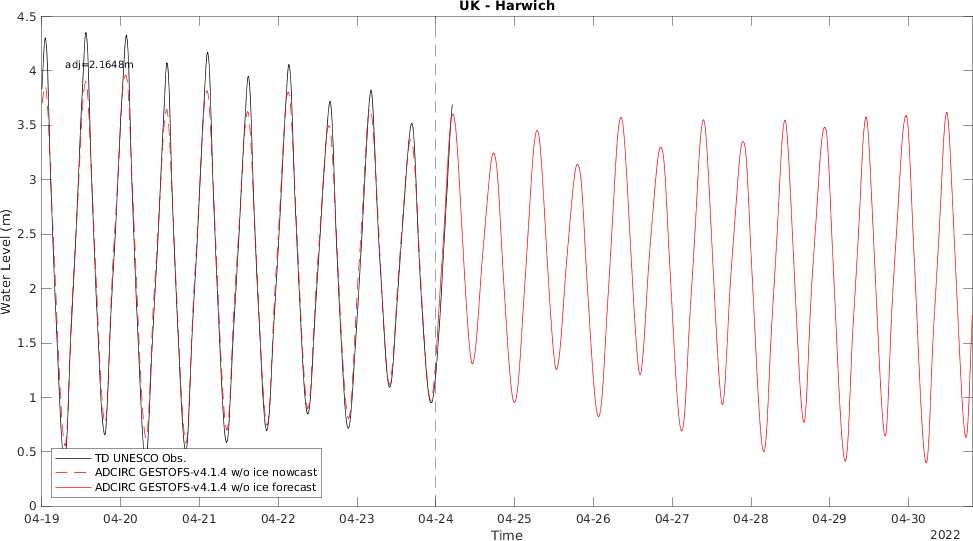 UK - Harwich
4.5
4
3.5
3
2.5
2
1.5
1
0.5
0
Water Level (m)
adj=2.1648m
TD UNESCO Obs.
ADCIRC GESTOFS-v4.1.4 w/o ice nowcast
ADCIRC GESTOFS-v4.1.4 w/o ice forecast
04-19 04-20 04-21 04-22 04-23 04-24 04-25 04-26 04-27 04-28 04-29 04-30
Time
2022